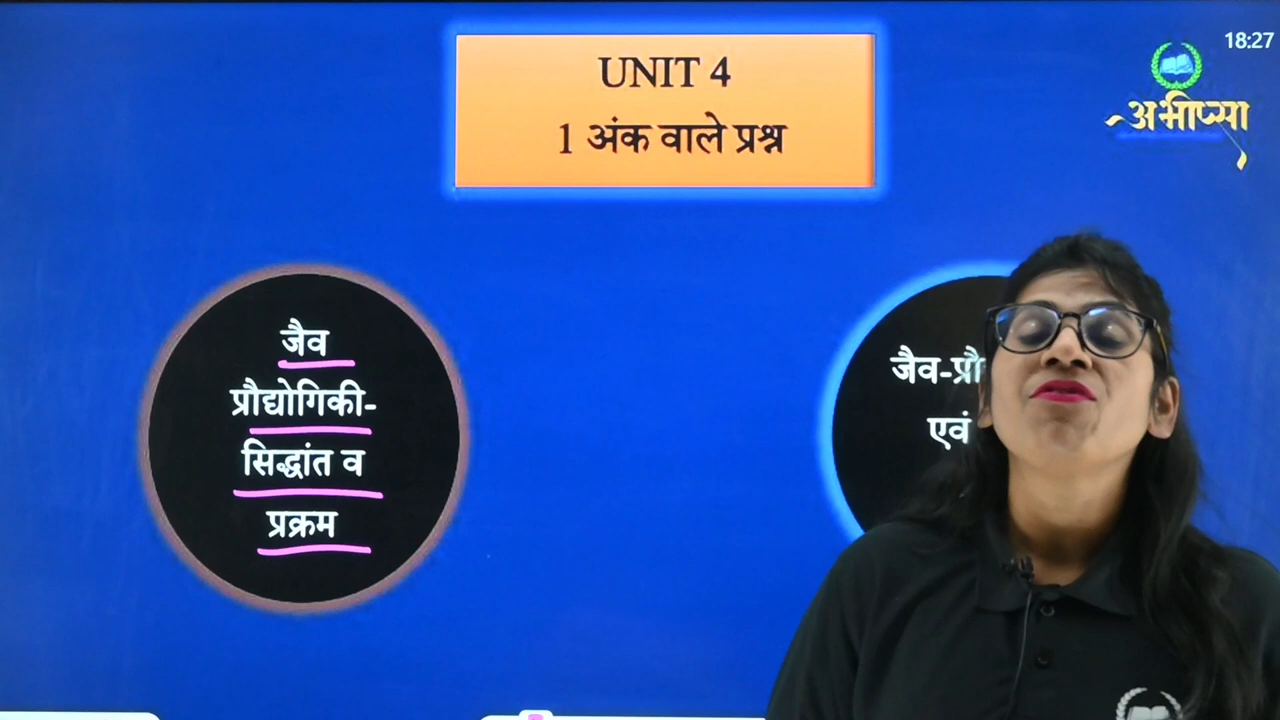 UNIT 4
1 अंक वाले प्रश्न
18:27
अभीप्सा
जैव
प्रौद्योगिकी-
सिद्धांत व
प्रक्रम
एवं